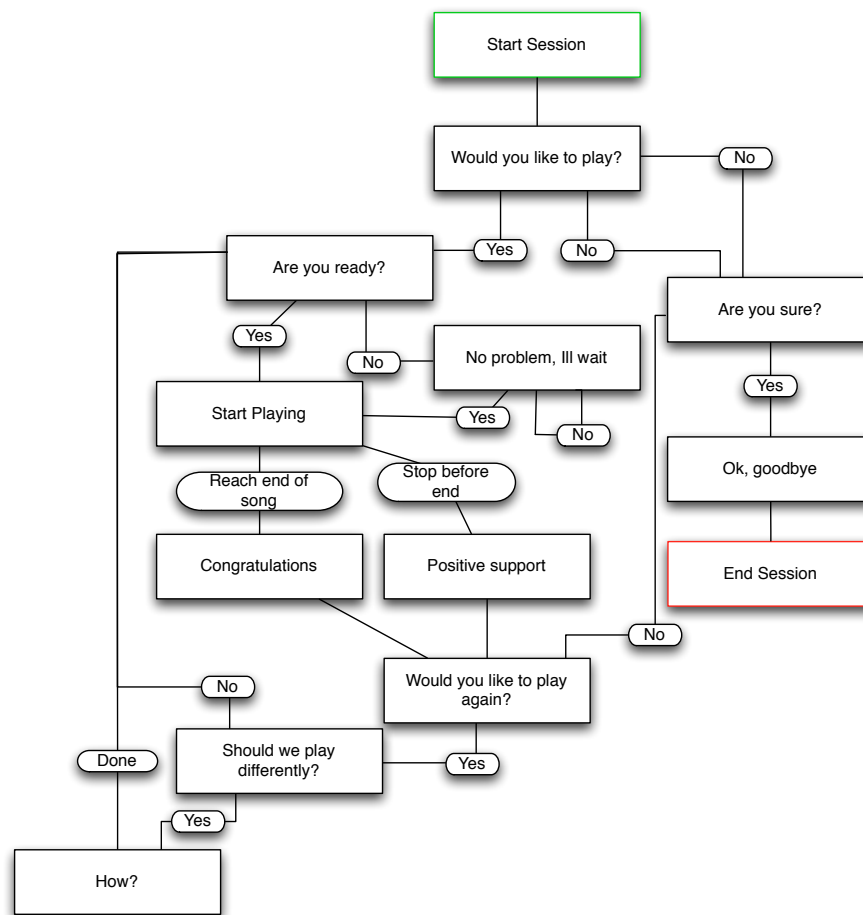 Start Session
Would you like to play?
No
Yes
No
Are you ready?
Are you sure?
Yes
No
No problem, Ill wait
Yes
Start Playing
Yes
No
Reach end of
song
Stop before
end
Ok, goodbye
Congratulations
Positive support
End Session
No
Would you like to play
again?
No
Should we play
differently?
Yes
Done
Yes
How?